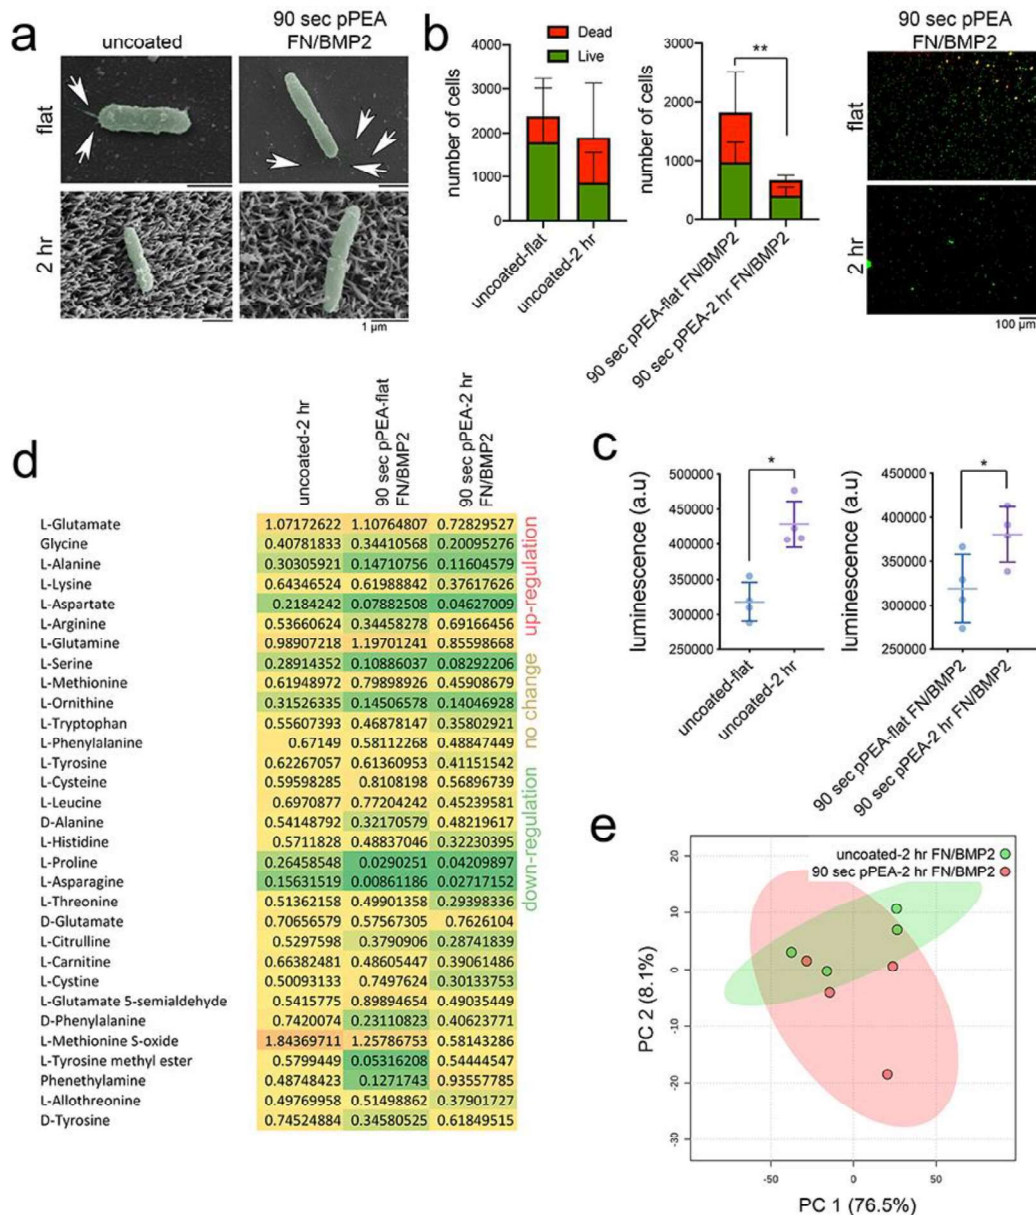 a
uncoated
90 sec pPEA
FN/BMP2
flat
2 hr
1 µm
b
Dead
Live
number of cells
4000
3000
2000
1000
0
uncoated-flat
uncoated-2 hr
number of cells
3000
2000
1000
0
**
90 sec pPEA-flat FN/BMP2
90 sec pPEA-2 hr FN/BMP2
90 sec pPEA
FN/BMP2
flat
2 hr
100 µm
d
uncoated-2 hr
90 sec pPEA-flat
FN/BMP2
90 sec pPEA-2 hr
FN/BMP2
L-Glutamate 1.07172622 1.10764807 0.72829527
Glycine 0.40781833 0.34410568 0.20095276
L-Alanine 0.30305921 0.14710756 0.11604579
L-Lysine 0.64346524 0.61988842 0.37617626
L-Aspartate 0.2184242 0.07882508 0.04627009
L-Arginine 0.53660624 0.34458278 0.69166456
L-Glutamine 0.98907218 1.19701241 0.85598668
L-Serine 0.28914352 0.10886037 0.08292206
L-Methionine 0.61948972 0.79898926 0.45908679
L-Ornithine 0.31526335 0.14506578 0.14046928
L-Tryptophan 0.55607393 0.46878147 0.35802921
L-Phenylalanine 0.67149 0.58112268 0.48847449
L-Tyrosine 0.62267057 0.61360953 0.41151542
L-Cysteine 0.59598285 0.8108198 0.56896739
L-Leucine 0.6970877 0.77204242 0.45239581
D-Alanine 0.54148792 0.32170579 0.48219617
L-Histidine 0.5711828 0.48837046 0.32230395
L-Proline 0.26458548 0.0290251 0.04209897
L-Asparagine 0.15631519 0.00861186 0.02717152
L-Threonine 0.51362158 0.49901358 0.29398336
D-Glutamate 0.70656579 0.57567305 0.7626104
L-Citrulline 0.5297598 0.3790906 0.28741839
L-Carnitine 0.66382481 0.48605447 0.39061486
L-Cystine 0.50093133 0.7497624 0.30133753
L-Glutamate 5-semialdehyde 0.5415775 0.89894654 0.49035449
D-Phenylalanine 0.7420074 0.23110823 0.40623771
L-Methionine S-oxide 1.84369711 1.25786753 0.58143286
L-Tyrosine methyl ester 0.5799449 0.05316208 0.54444547
Phenethylamine 0.48748423 0.1271743 0.93557785
L-Allothreonine 0.49769958 0.51498862 0.37901727
D-Tyrosine 0.74524884 0.34580525 0.61849515
up-regulation
no change
down-regulation
c
luminescence (a.u)
500000
450000
400000
350000
300000
250000
*
uncoated-flat
uncoated-2 hr
luminescence (a.u)
450000
400000
350000
300000
250000
*
90 sec pPEA-flat FN/BMP2
90 sec pPEA-2 hr FN/BMP2
e
uncoated-2 hr FN/BMP2
90 sec pPEA-2 hr FN/BMP2
PC 2 (8.1%)
20
10
0
-10
-20
-30
-50
0
50
PC 1 (76.5%)